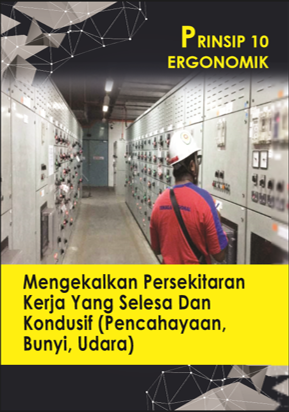 PRINSIP 10
ERGONOMIK
Mengekalkan Persekitaran
Kerja Yang Selesa Dan
Kondusif (Pencahayaan,
Bunyi, Udara)